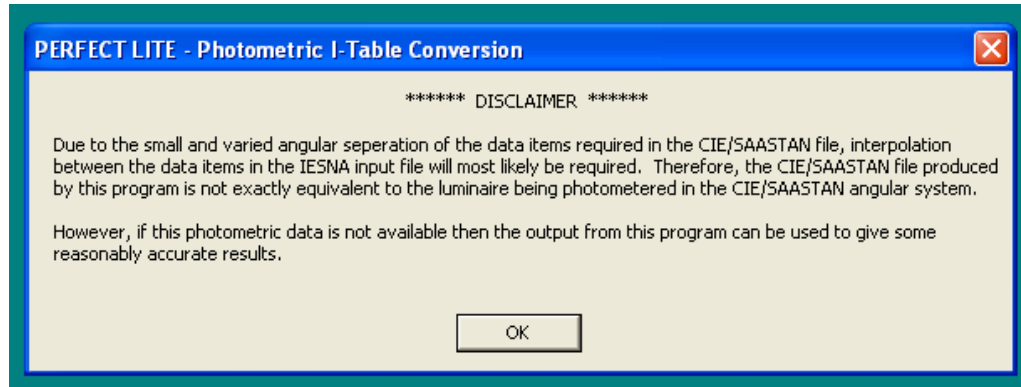 PERFECT LITE - Photometric I-Table Conversion
****** DISCLAIMER ******
Due to the small and varied angular seperation of the data items required in the CIE/SAASTAN file, interpolation
between the data items in the IESNA input file will most likely be required. Therefore, the CIE/SAASTAN file produced
by this program is not exactly equivalent to the luminaire being photometered in the CIE/SAASTAN angular system.
However, if this photometric data is not available then the output from this program can be used to give some
reasonably accurate results.
OK